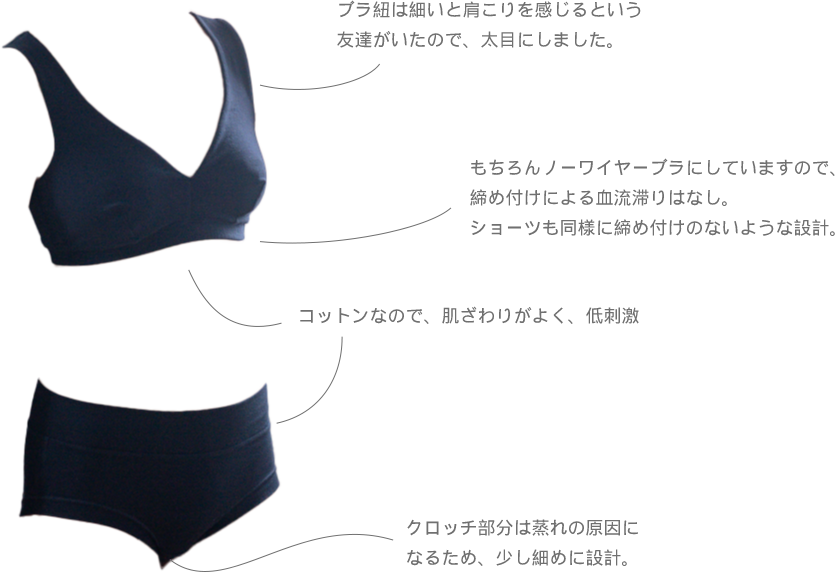 ブラ紐は細いと肩こりを感じるという
友達がいたので、太目にしました。
もちろんノーワイヤーブラにしていますので、
締め付けによる血流滞りはなし。
ショーツも同様に締め付けのないような設計。
コットンなので、肌ざわりがよく、低刺激
クロッチ部分は蒸れの原因に
なるため、少し細めに設計。